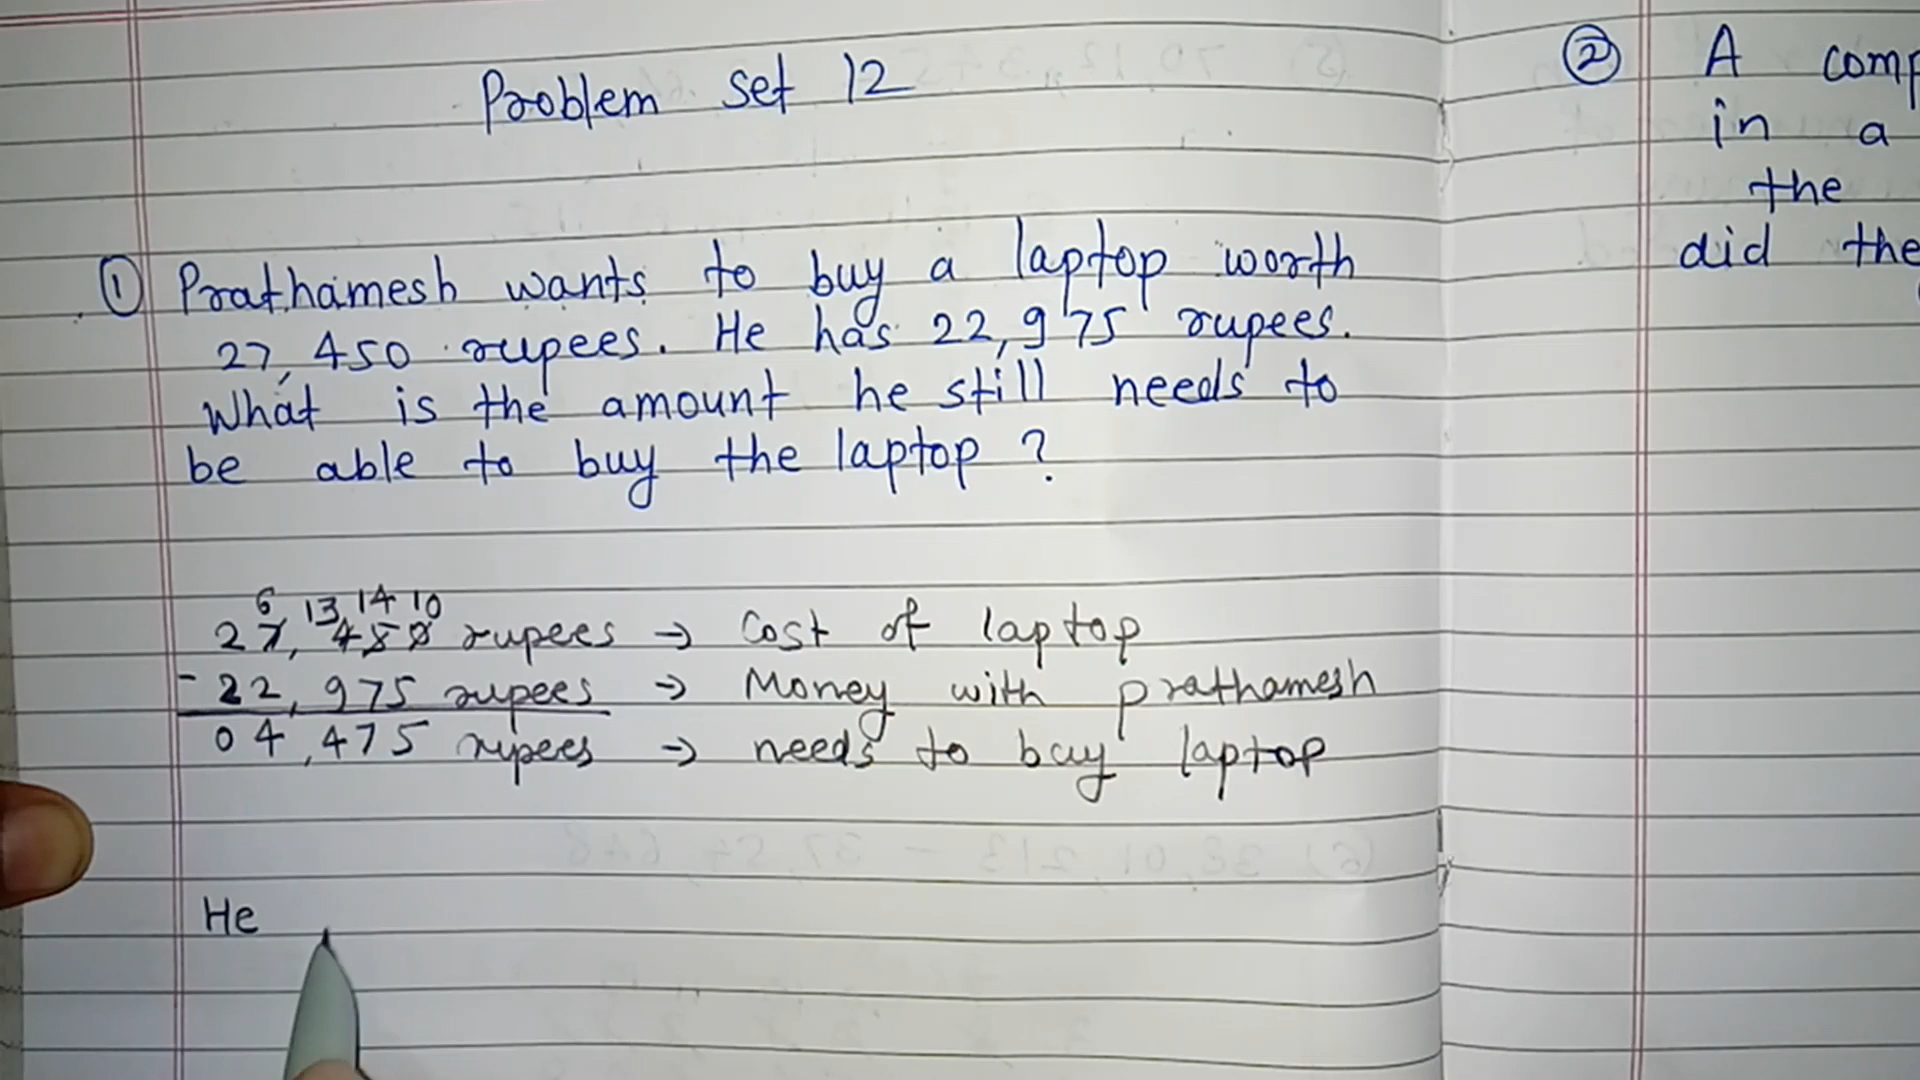 Problem set 12
① Prathamesh wants to buy a laptop worth
27,450 rupees. He has 22,975 rupees.
What is the amount he still needs to
be able to buy the laptop ?
6 13 14 10
27,450 rupees → Cost of laptop
- 22,975 rupees → Money with prathamesh
04,475 rupees → needs to buy laptop
He
② A comp
in a
the
did the